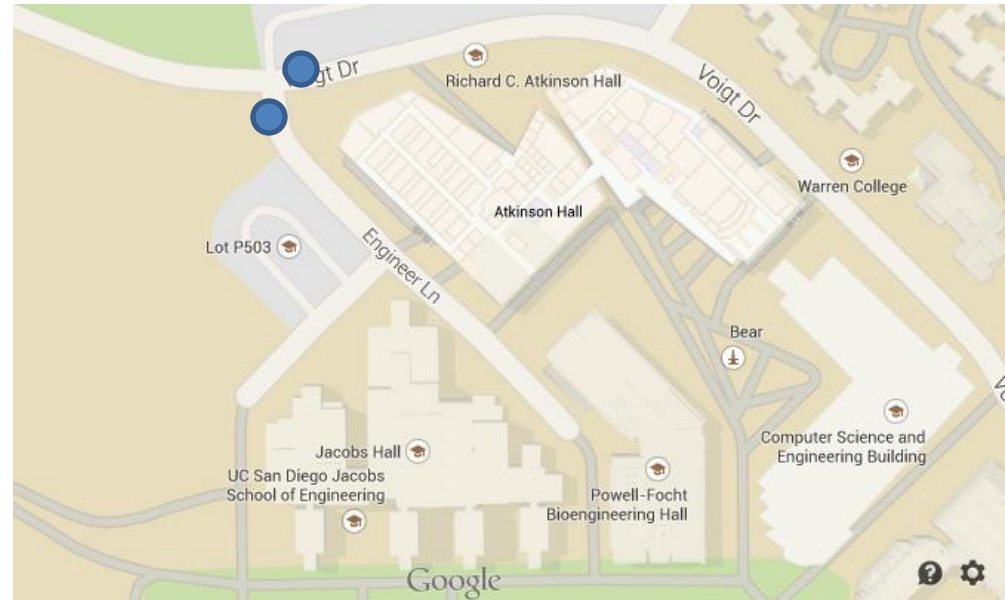 gt Dr
Richard C. Atkinson Hall
Voigt Dr
Warren College
Atkinson Hall
Lot P503
Engineer Ln
Bear
Jacobs Hall
UC San Diego Jacobs
School of Engineering
Computer Science and
Engineering Building
Powell-Focht
Bioengineering Hall
Google
?